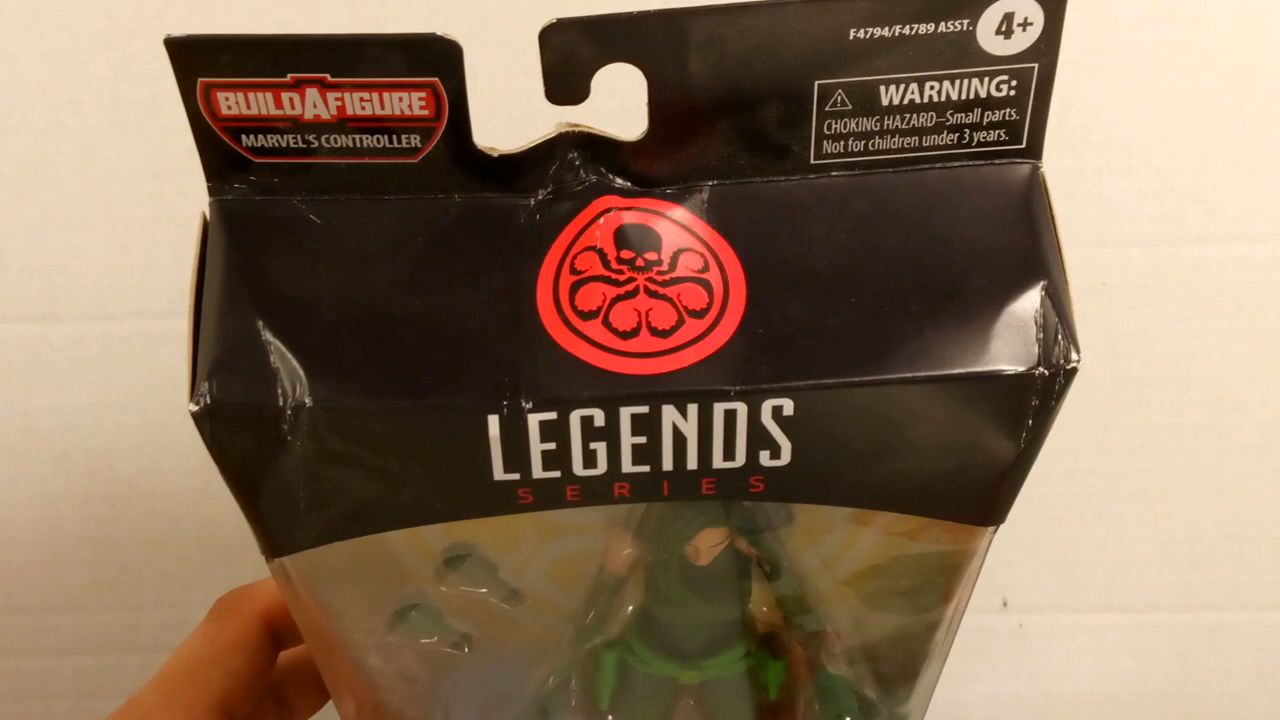 BUILDAFIGURE
MARVEL'S CONTROLLER
F4794/F4789 ASST.
4+
WARNING:
CHOKING HAZARD–Small parts.
Not for children under 3 years.
LEGENDS
SERIES